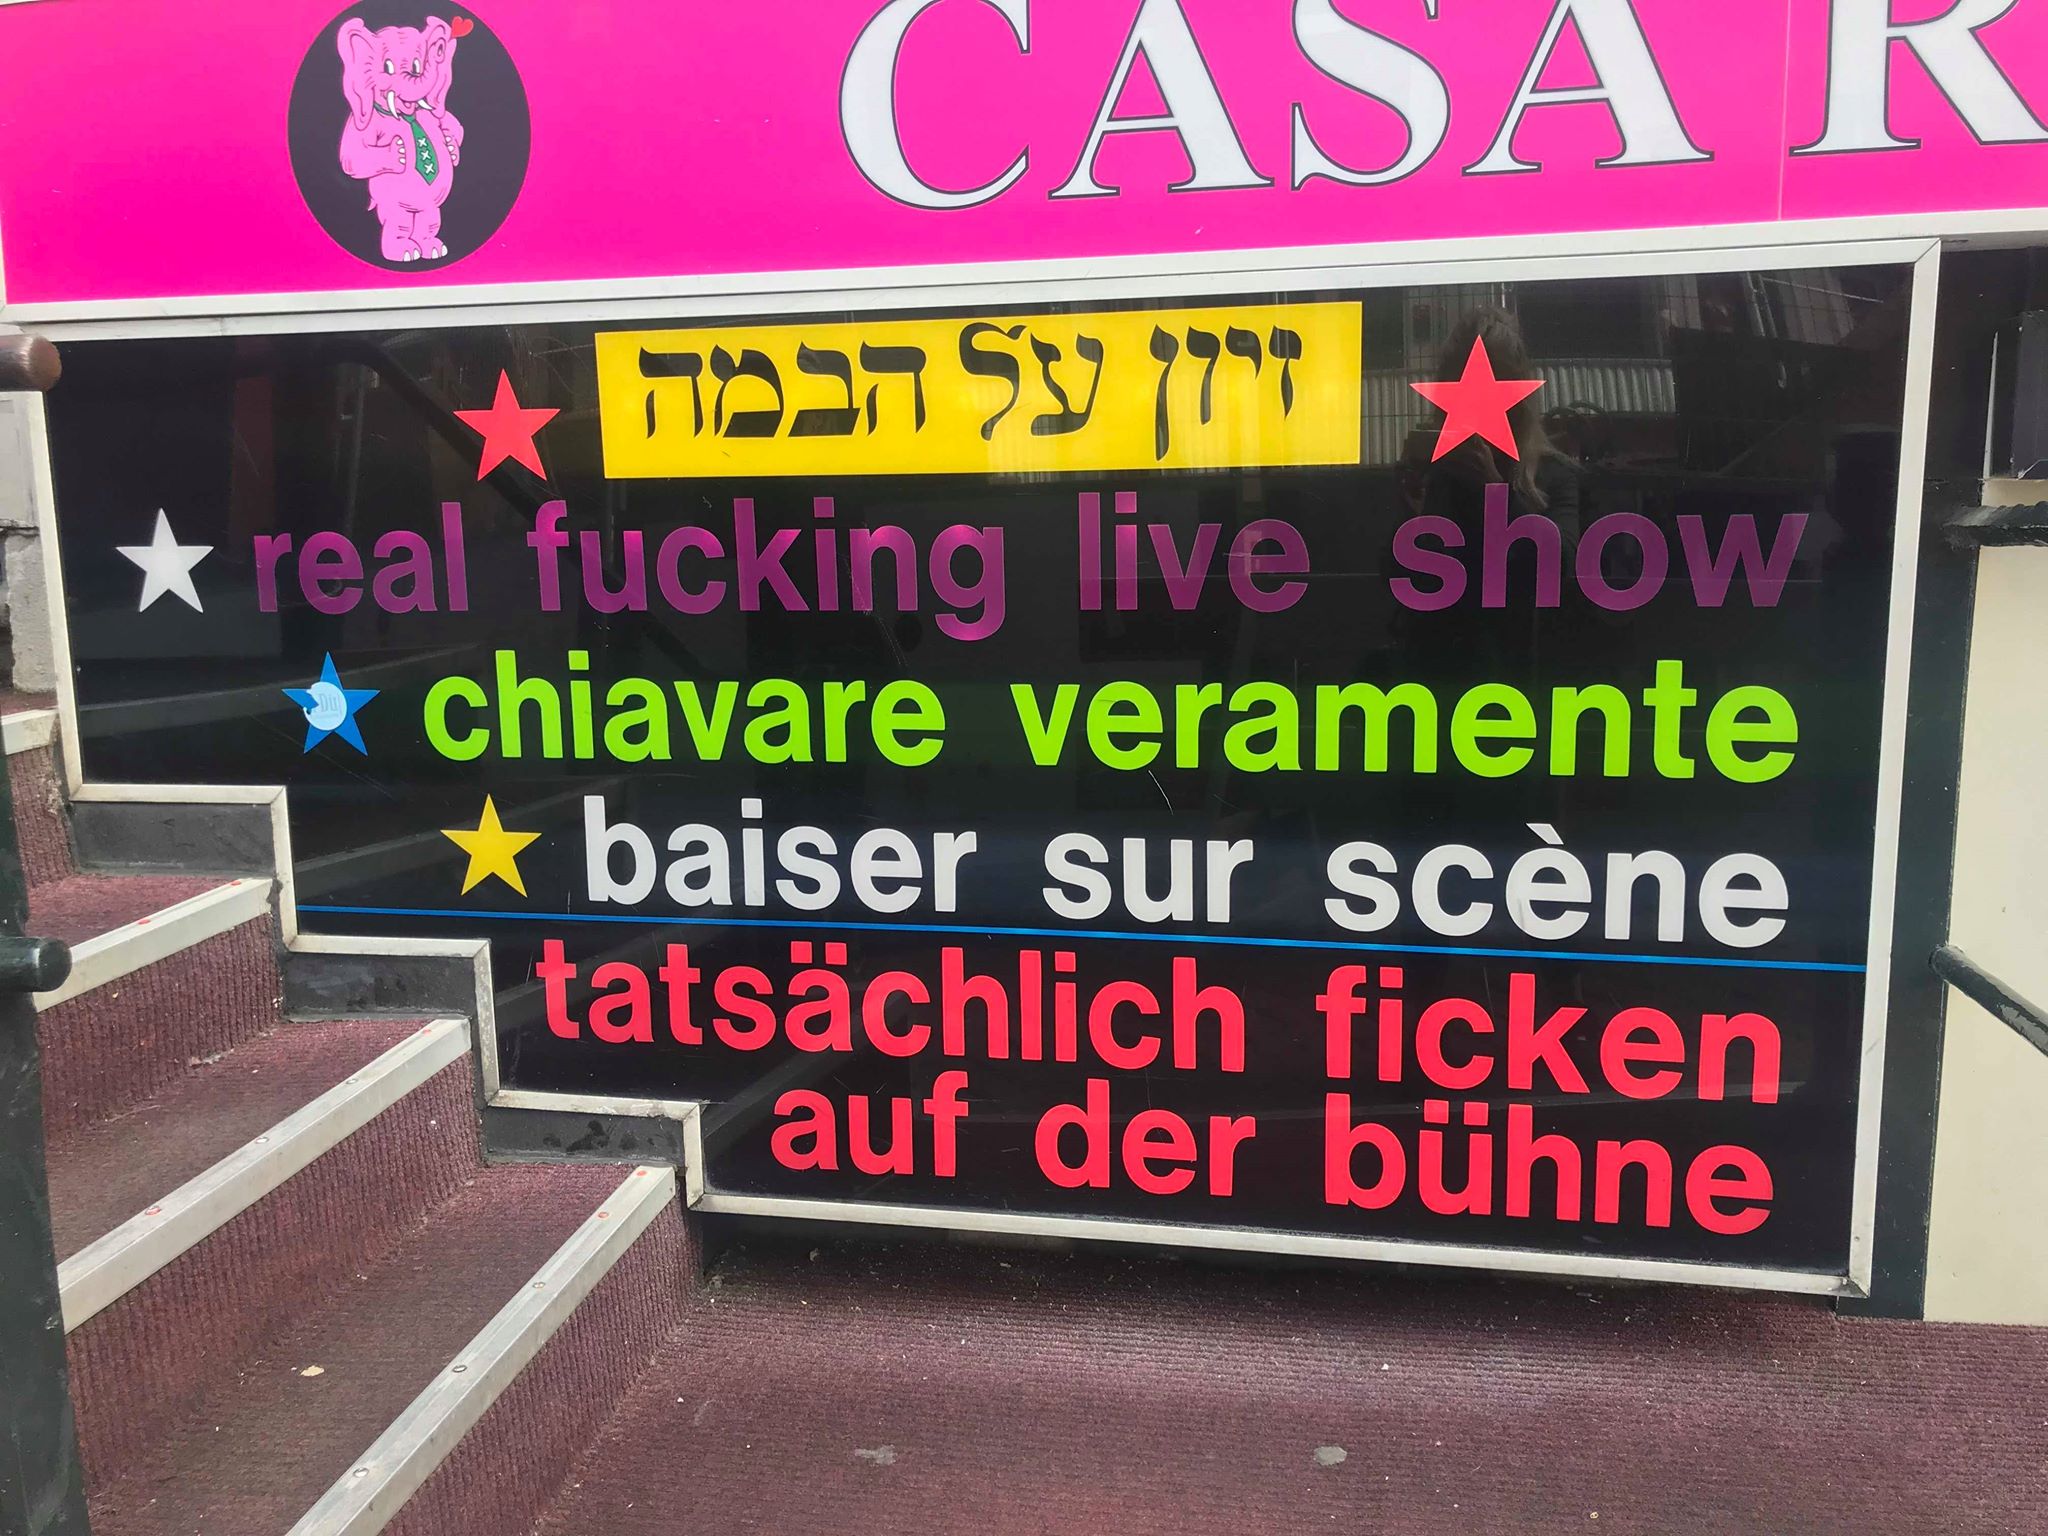 CASA R
זיון על הבמה
real fucking live show
chiavare veramente
baiser sur scène
tatsächlich ficken
auf der bühne